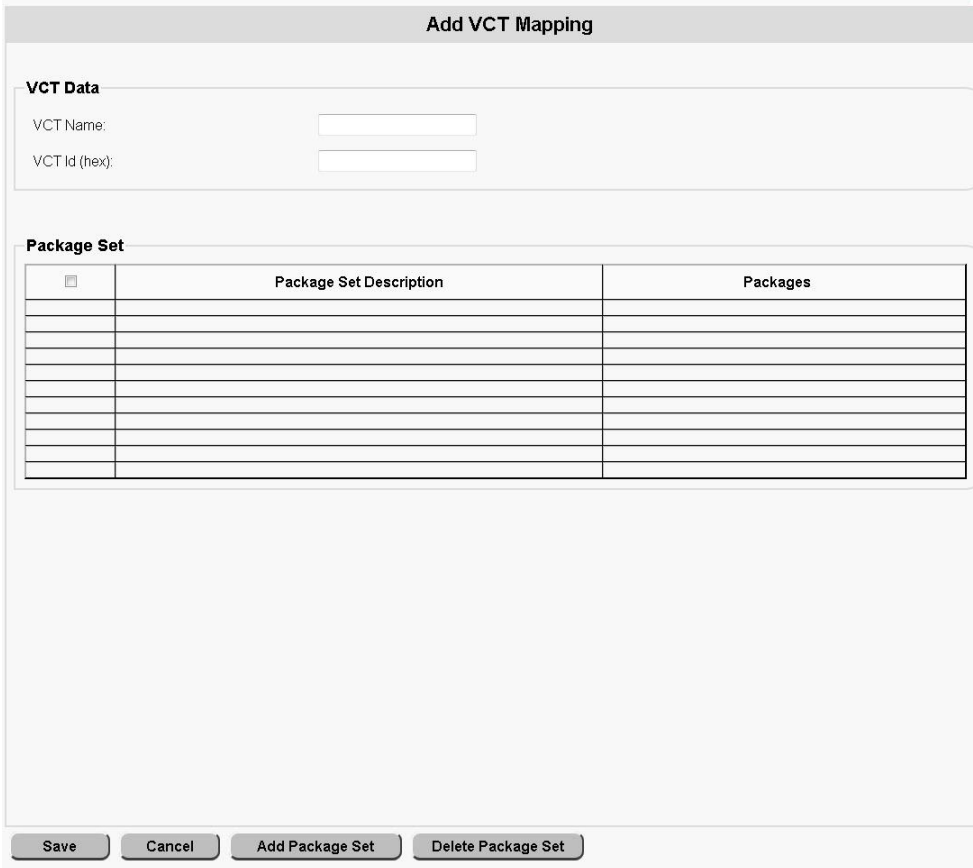 Add VCT Mapping
VCT Data
VCT Name:
VCT Id (hex):
Package Set
Package Set Description Packages
Save Cancel Add Package Set Delete Package Set